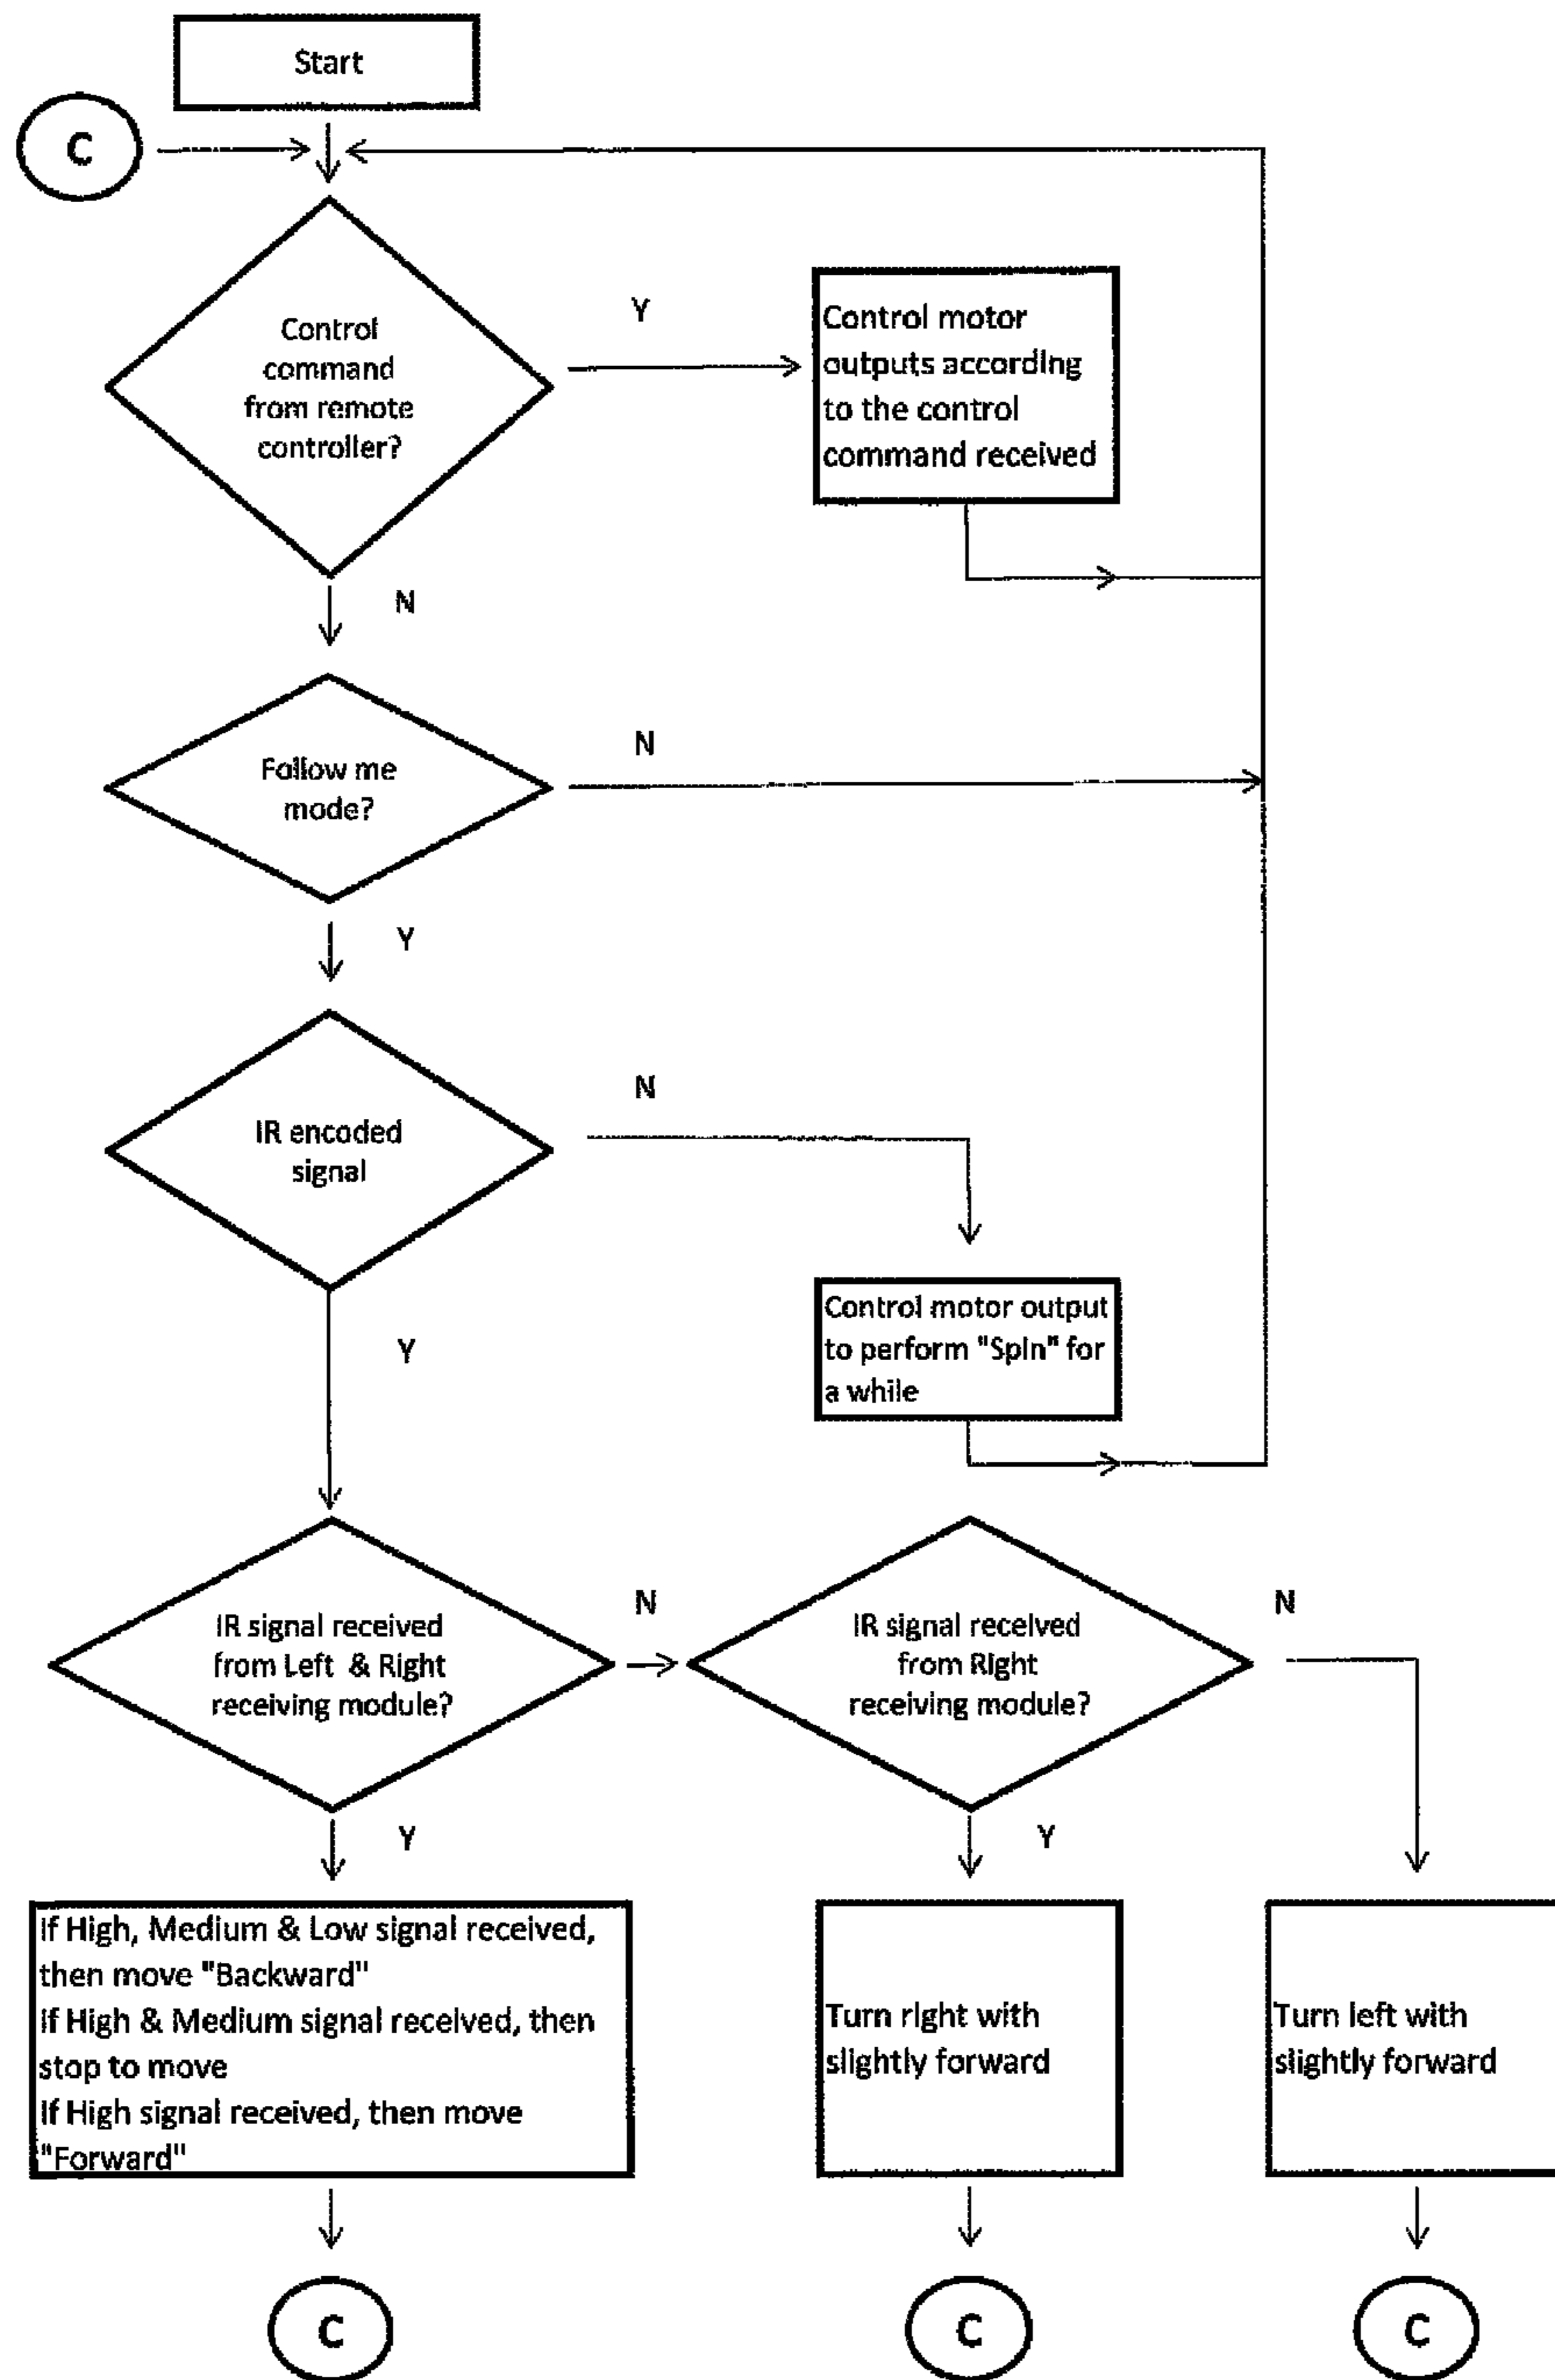 Start
C
Control
command
from remote
controller?
Y
Control motor
outputs according
to the control
command received
N
Follow me
mode?
N
Y
IR encoded
signal
N
Control motor output
to perform "Spin" for
a while
Y
IR signal received
from Left & Right
receiving module?
N
IR signal received
from Right
receiving module?
N
Y
Y
If High, Medium & Low signal received,
then move "Backward"
If High & Medium signal received, then
stop to move
If High signal received, then move
"Forward"
Turn right with
slightly forward
Turn left with
slightly forward
C
C
C